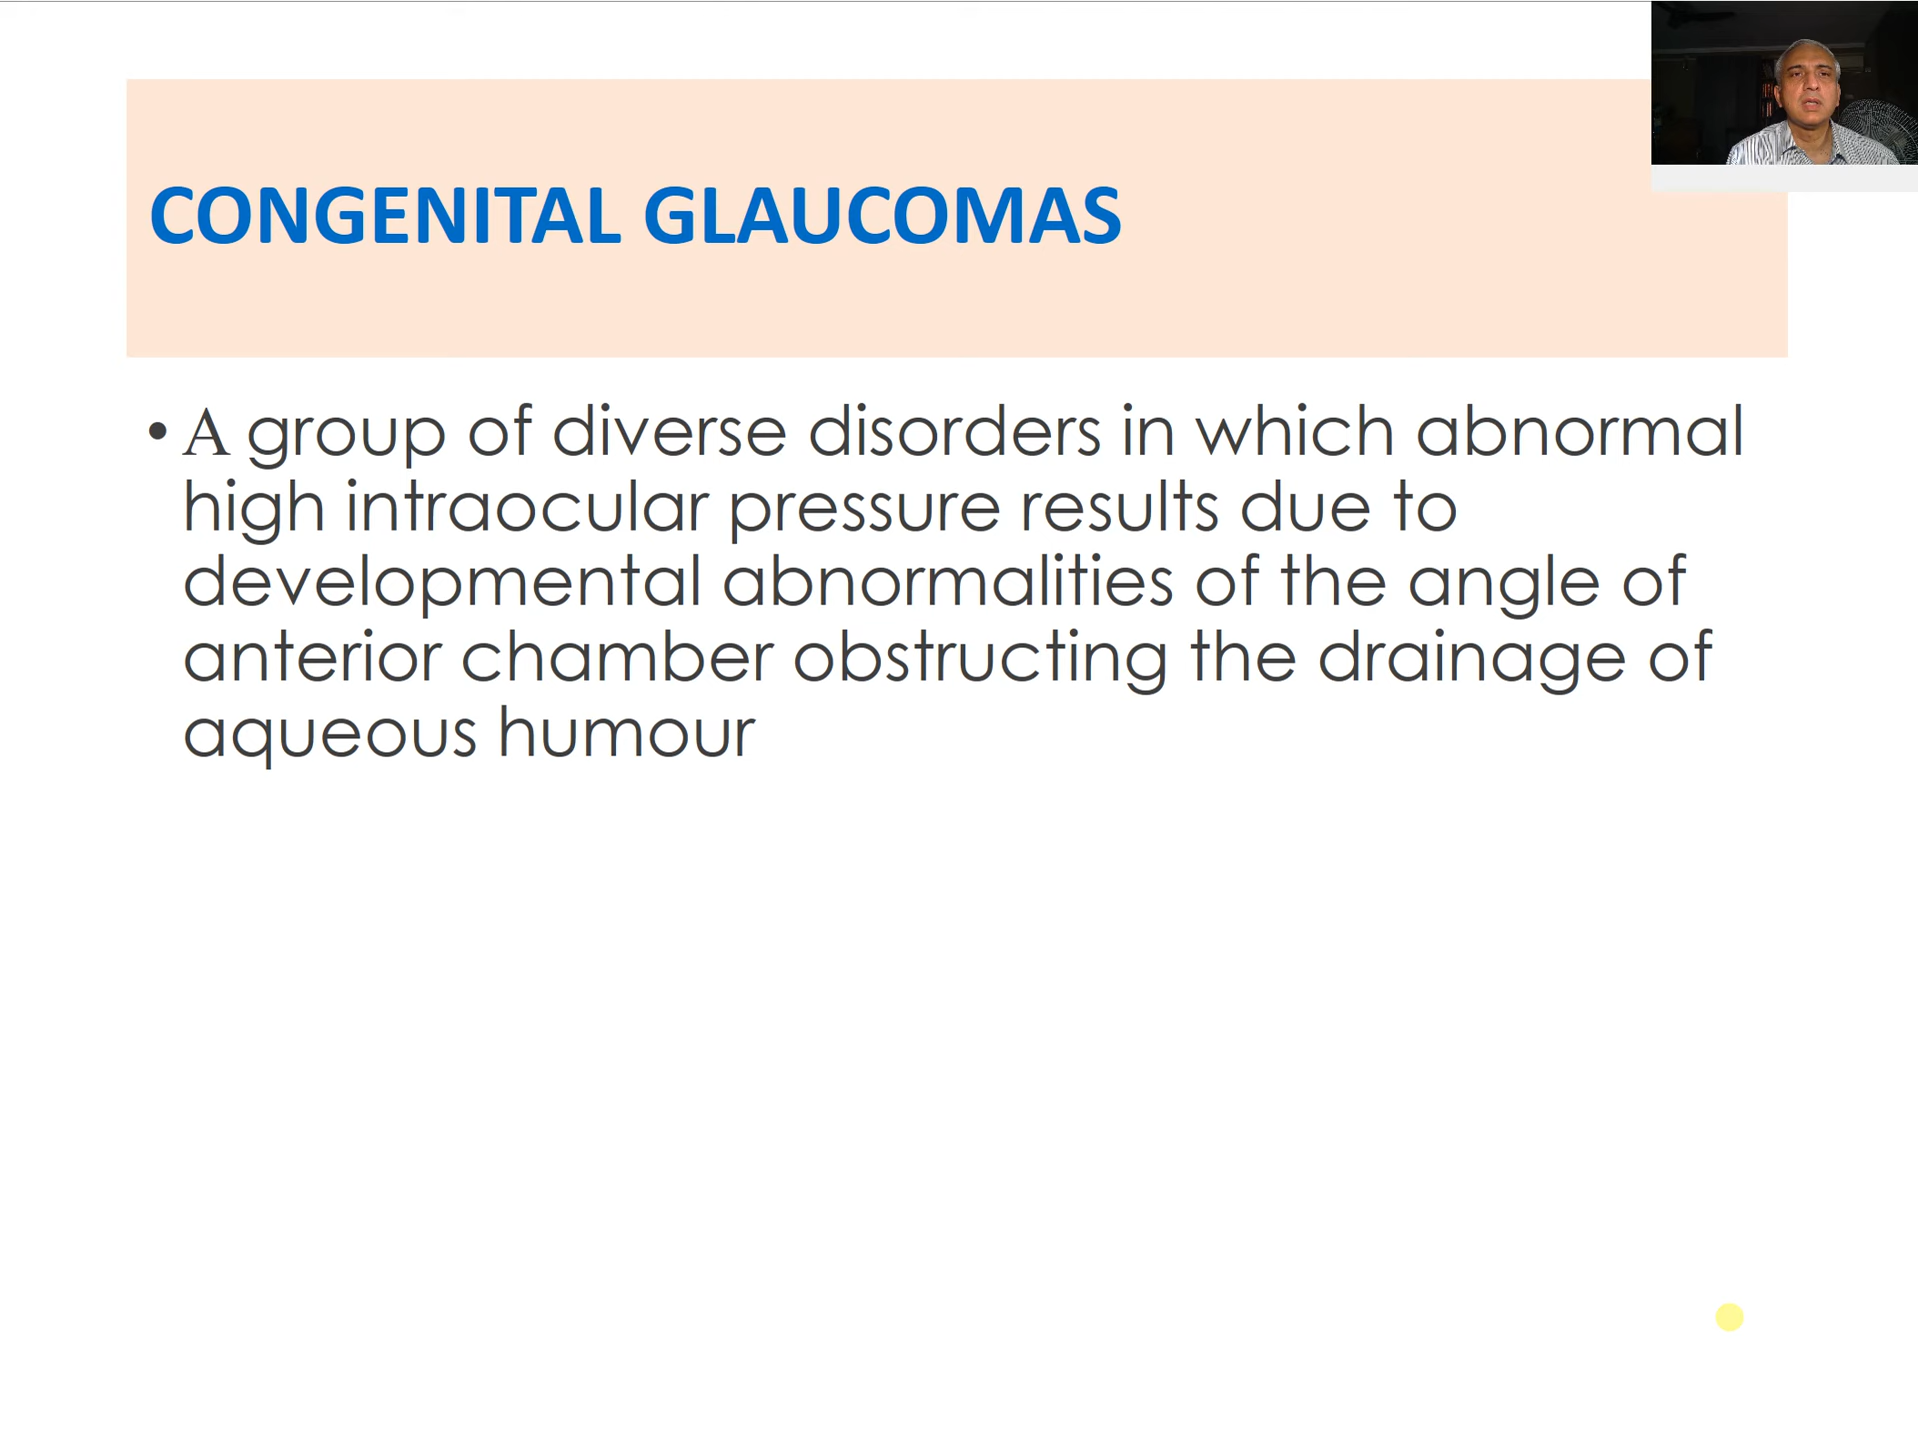 CONGENITAL GLAUCOMAS
• A group of diverse disorders in which abnormal
high intraocular pressure results due to
developmental abnormalities of the angle of
anterior chamber obstructing the drainage of
aqueous humour